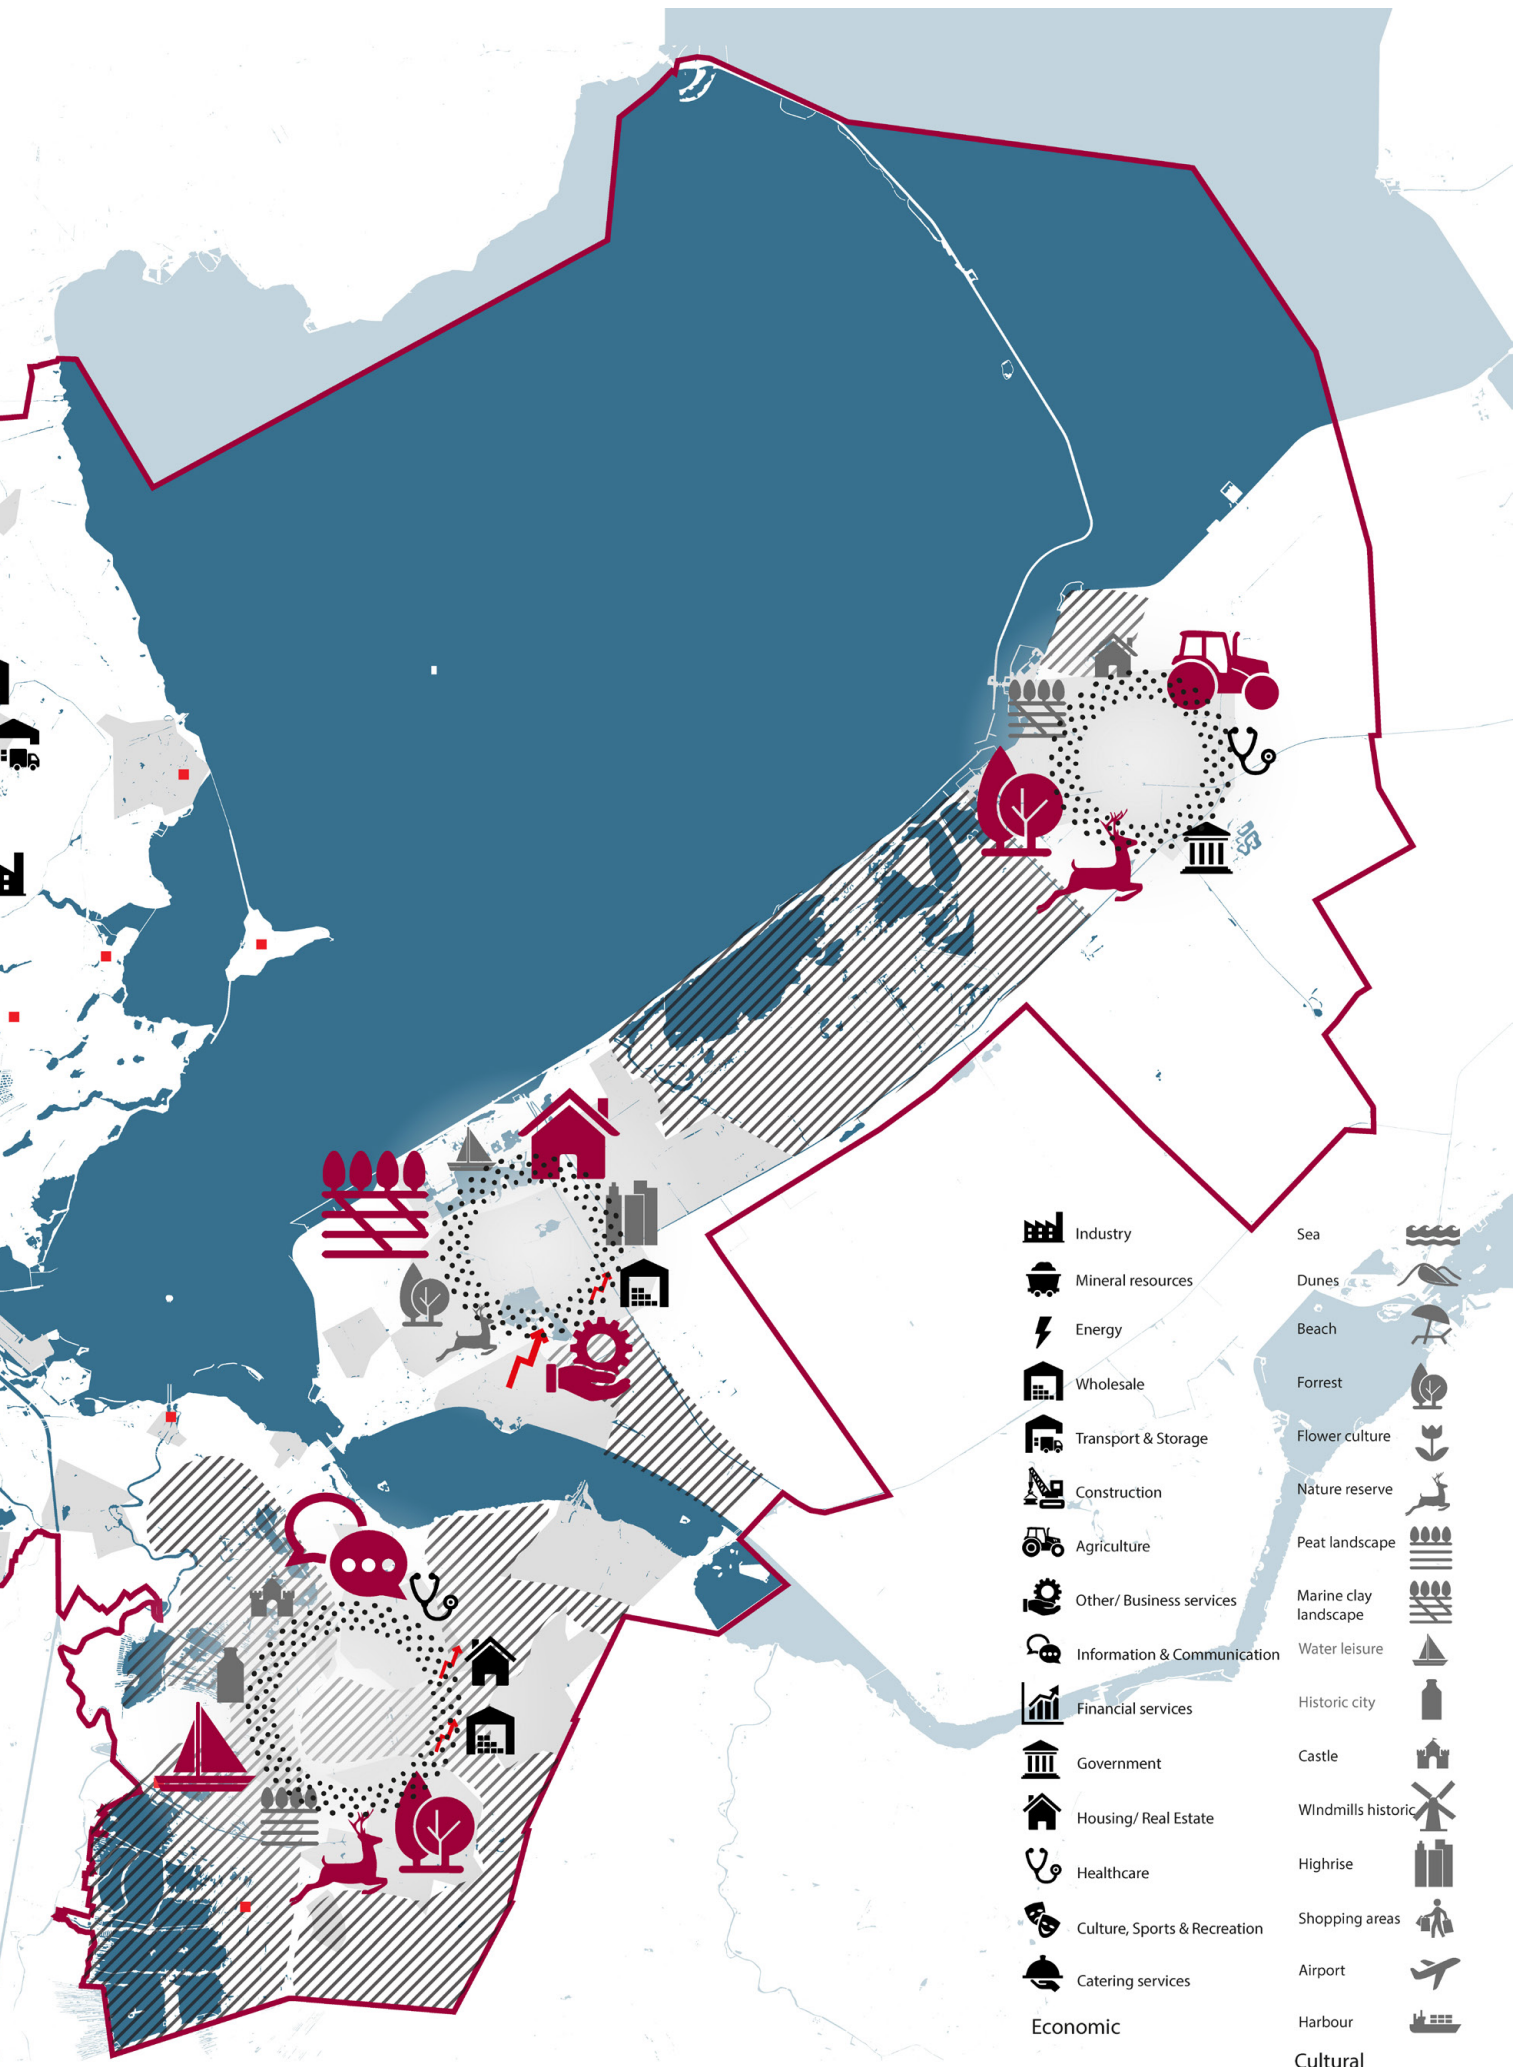 Industry
Mineral resources
Energy
Wholesale
Transport & Storage
Construction
Agriculture
Other/ Business services
Information & Communication
Financial services
Government
Housing/ Real Estate
Healthcare
Culture, Sports & Recreation
Catering services
Economic
Sea
Dunes
Beach
Forrest
Flower culture
Nature reserve
Peat landscape
Marine clay
landscape
Water leisure
Historic city
Castle
WIndmills historic
Highrise
Shopping areas
Airport
Harbour
Cultural